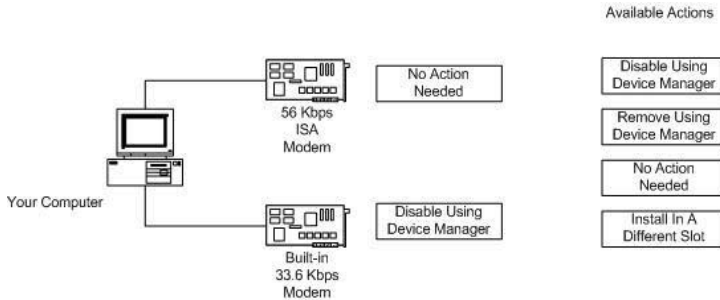 Available Actions
No Action
Needed
Disable Using
Device Manager
56 Kbps
ISA
Modem
Remove Using
Device Manager
No Action
Needed
Your Computer
Disable Using
Device Manager
Install In A
Different Slot
Built-in
33.6 Kbps
Modem